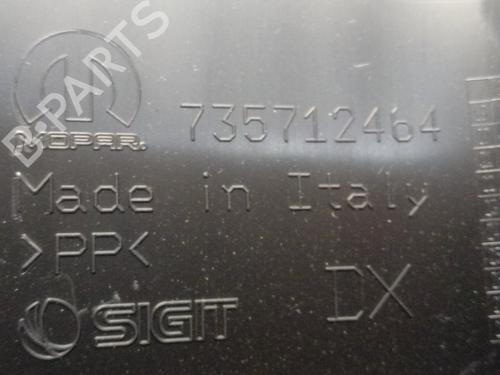 B-PARTS
MOPAR.
735712464
Made in Italy
>PP<
SIGIT
DX